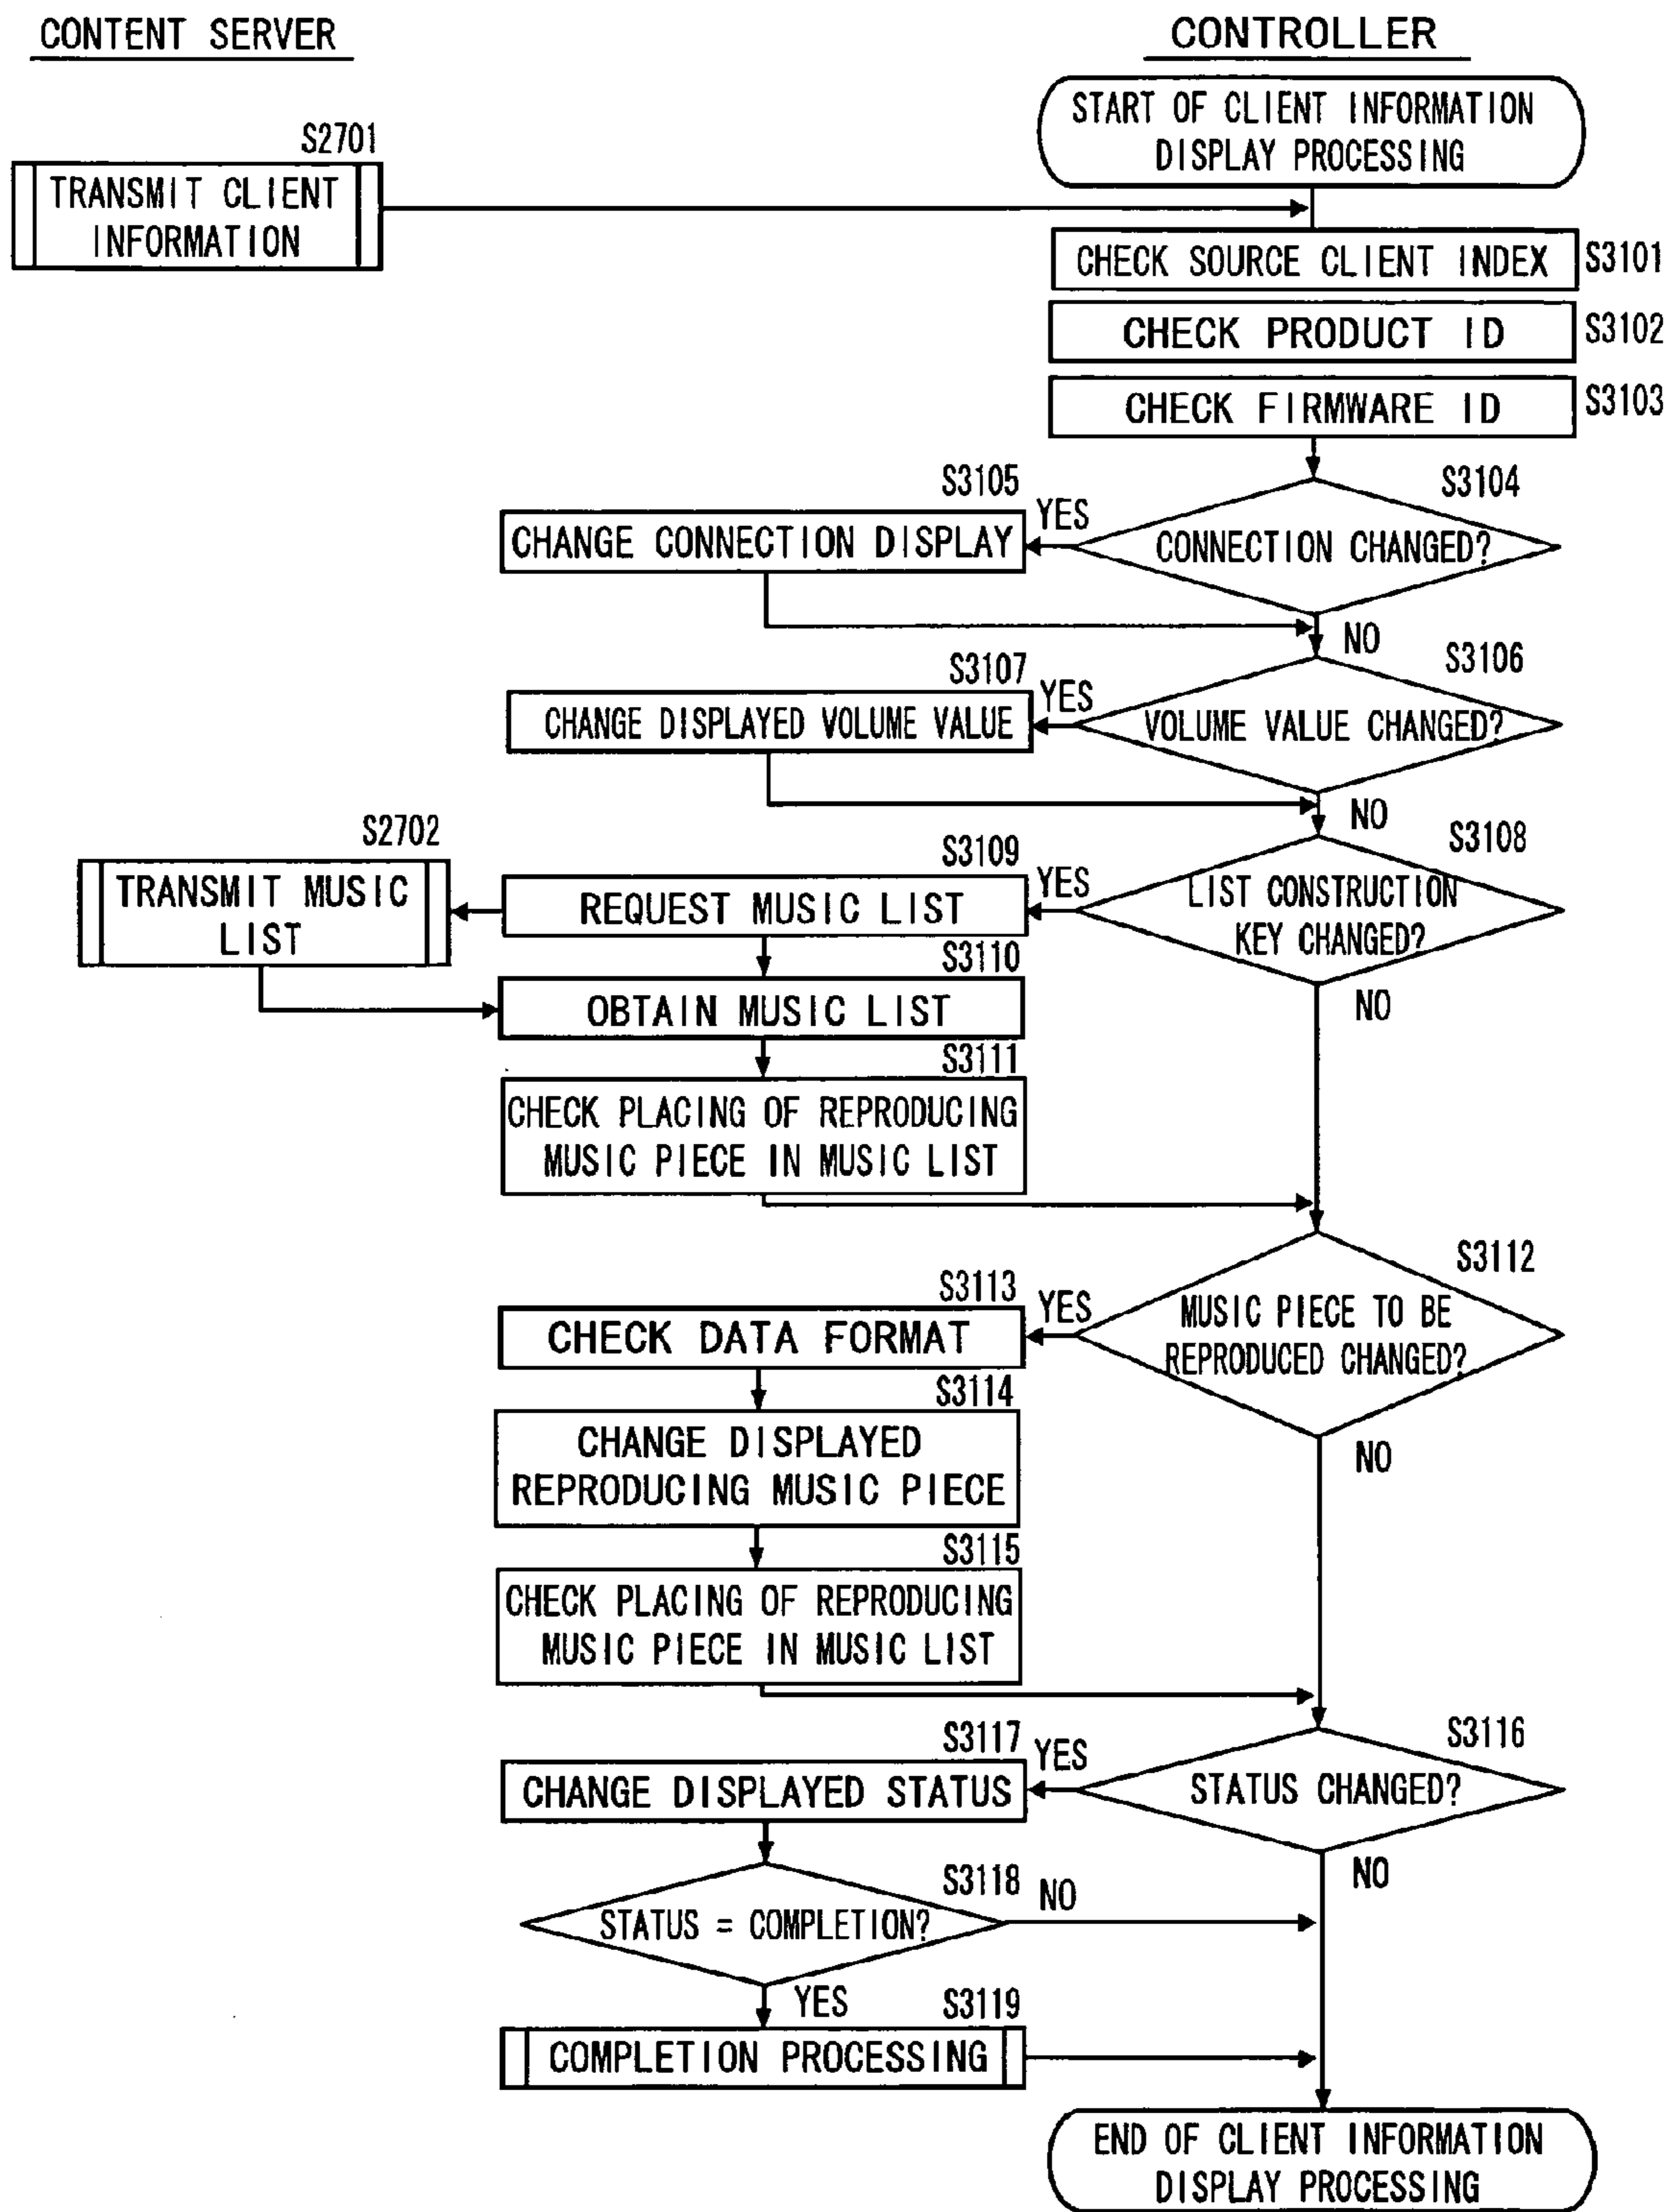 CONTENT SERVER
CONTROLLER
START OF CLIENT INFORMATION
DISPLAY PROCESSING
S2701
TRANSMIT CLIENT
INFORMATION
CHECK SOURCE CLIENT INDEX
S3101
CHECK PRODUCT ID
S3102
CHECK FIRMWARE ID
S3103
S3105
YES
S3104
CHANGE CONNECTION DISPLAY
CONNECTION CHANGED?
NO
S3107
YES
S3106
CHANGE DISPLAYED VOLUME VALUE
VOLUME VALUE CHANGED?
NO
S2702
TRANSMIT MUSIC
LIST
S3109
YES
S3108
REQUEST MUSIC LIST
LIST CONSTRUCTION
KEY CHANGED?
NO
S3110
OBTAIN MUSIC LIST
S3111
CHECK PLACING OF REPRODUCING
MUSIC PIECE IN MUSIC LIST
S3113
YES
S3112
CHECK DATA FORMAT
MUSIC PIECE TO BE
REPRODUCED CHANGED?
NO
S3114
CHANGE DISPLAYED
REPRODUCING MUSIC PIECE
S3115
CHECK PLACING OF REPRODUCING
MUSIC PIECE IN MUSIC LIST
S3117
YES
S3116
CHANGE DISPLAYED STATUS
STATUS CHANGED?
NO
S3118
NO
STATUS = COMPLETION?
YES
S3119
COMPLETION PROCESSING
END OF CLIENT INFORMATION
DISPLAY PROCESSING